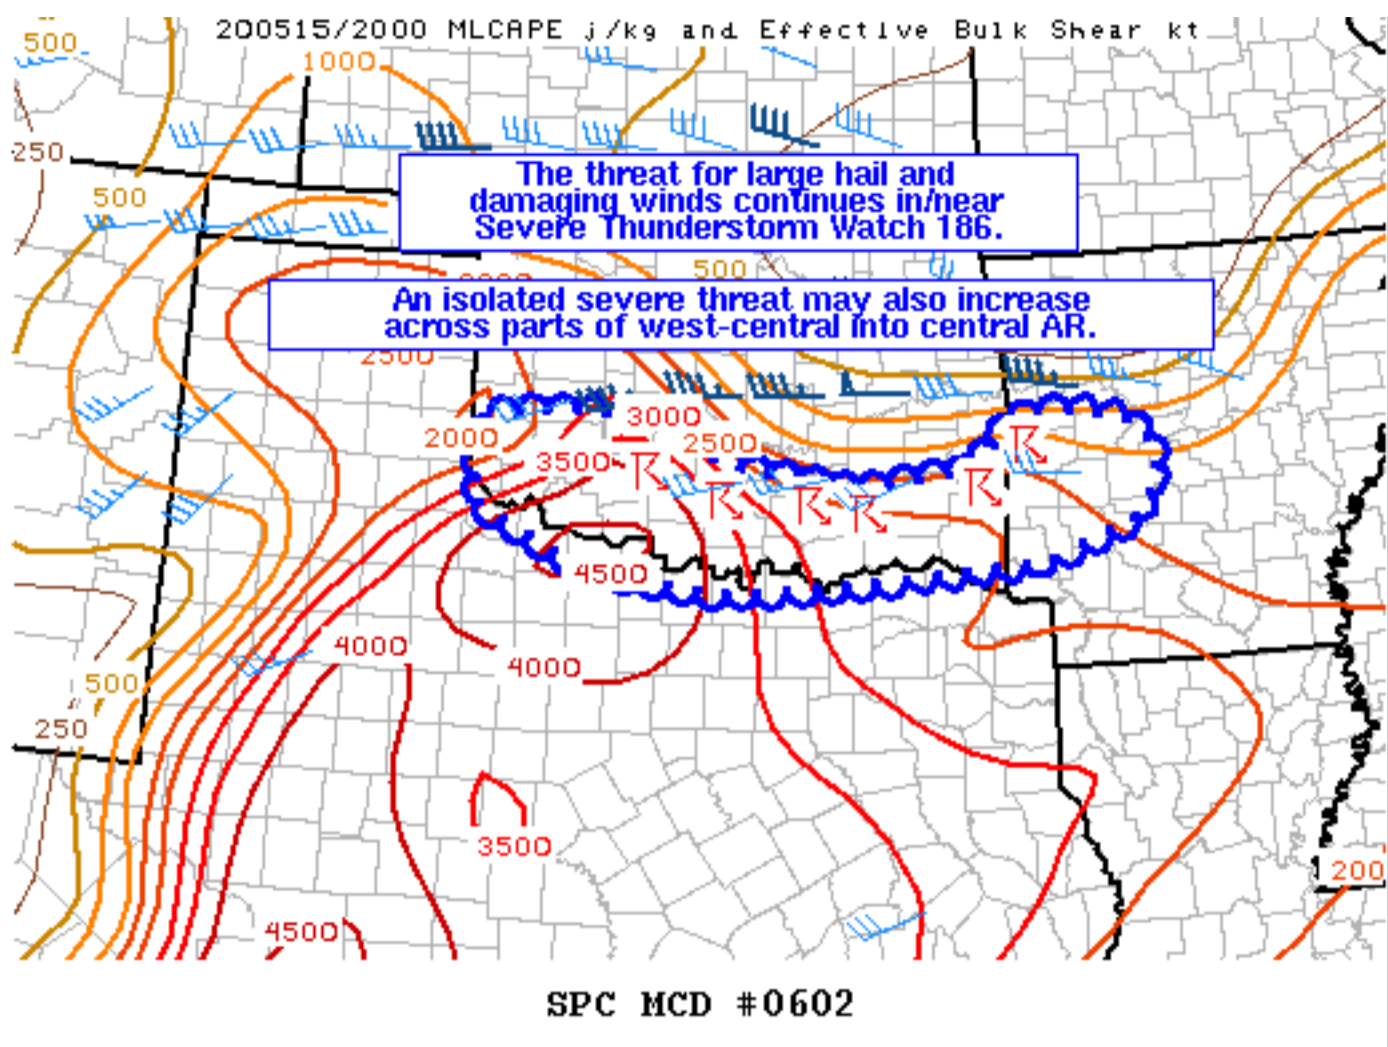 200515/2000 MLCAPE j/kg and Effective Bulk Shear kt
500
1000
250
The threat for large hail and
damaging winds continues in/near
Severe Thunderstorm Watch 186.
500
500
An isolated severe threat may also increase
across parts of west-central into central AR.
2500
3000
2000
2500
3500
4500
4000
4000
500
250
3500
200
4500
SPC MCD #0602